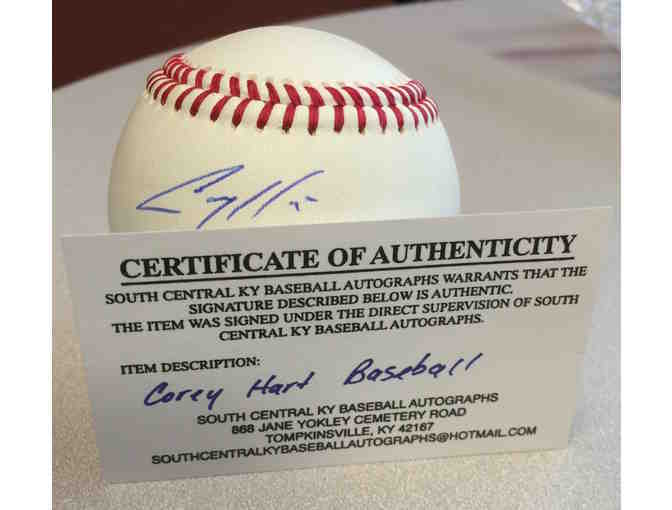 CERTIFICATE OF AUTHENTICITY
SOUTH CENTRAL KY BASEBALL AUTOGRAPHS WARRANTS THAT THE
SIGNATURE DESCRIBED BELOW IS AUTHENTIC.
THE ITEM WAS SIGNED UNDER THE DIRECT SUPERVISION OF SOUTH
CENTRAL KY BASEBALL AUTOGRAPHS.
ITEM DESCRIPTION:
Corey Hart Baseball
SOUTH CENTRAL KY BASEBALL AUTOGRAPHS
868 JANE YOKLEY CEMETERY ROAD
TOMPKINSVILLE, KY 42167
SOUTHCENTRALKYBASEBALLAUTOGRAPHS@HOTMAIL.COM